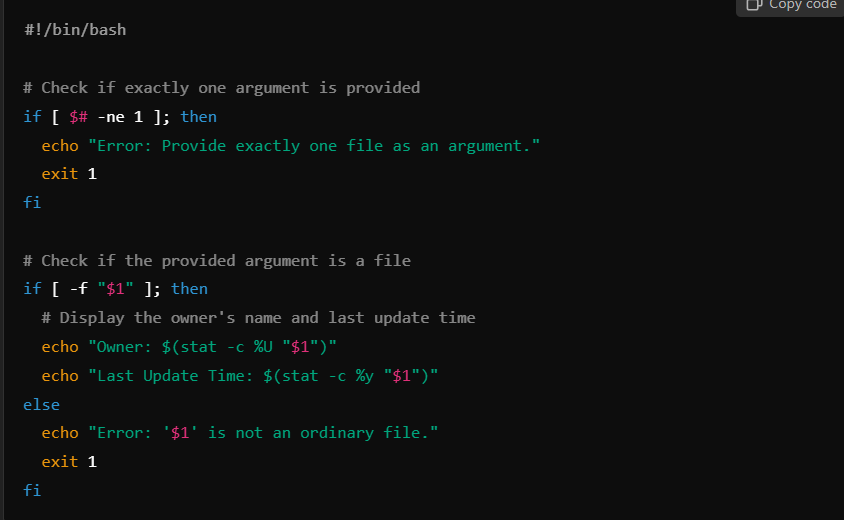 Copy code
#!/bin/bash
# Check if exactly one argument is provided
if [ $# -ne 1 ]; then
  echo "Error: Provide exactly one file as an argument."
  exit 1
fi
# Check if the provided argument is a file
if [ -f "$1" ]; then
  # Display the owner's name and last update time
  echo "Owner: $(stat -c %U "$1")"
  echo "Last Update Time: $(stat -c %y "$1")"
else
  echo "Error: '$1' is not an ordinary file."
  exit 1
fi